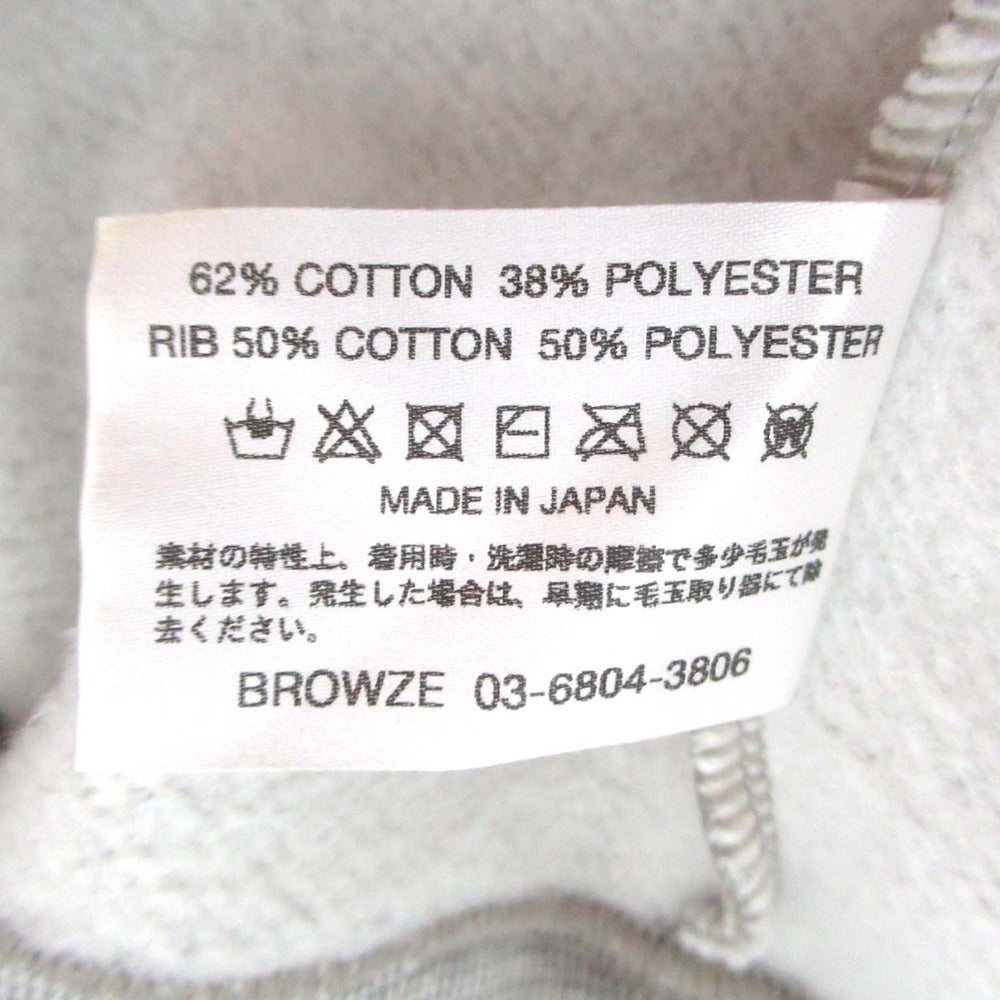 62% COTTON 38% POLYESTER
RIB 50% COTTON 50% POLYESTER
MADE IN JAPAN
素材の特性上、着用時・洗濯時の摩擦で多少毛玉が発
生します。発生した場合は、早期に毛玉取り器にて除
去ください。
BROWZE 03-6804-3806